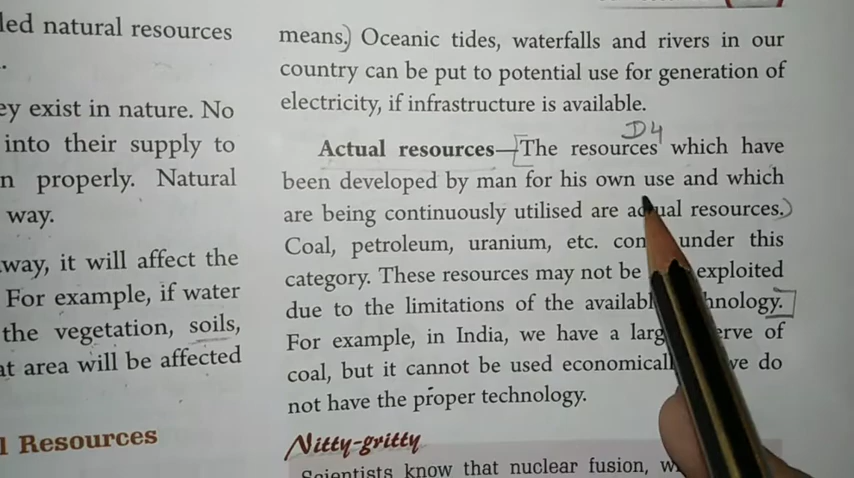 led natural resources
.
ey exist in nature. No
into their supply to
n properly. Natural
way.
way, it will affect the
For example, if water
the vegetation, soils,
at area will be affected
l Resources
means.) Oceanic tides, waterfalls and rivers in our
country can be put to potential use for generation of
electricity, if infrastructure is available.
D4
Actual resources—[The resources which have
been developed by man for his own use and which
are being continuously utilised are actual resources.)
Coal, petroleum, uranium, etc. con under this
category. These resources may not be exploited
due to the limitations of the availabl hnology.]
For example, in India, we have a larg erve of
coal, but it cannot be used economicall we do
not have the proper technology.
Nitty-gritty
Scientists know that nuclear fusion, w